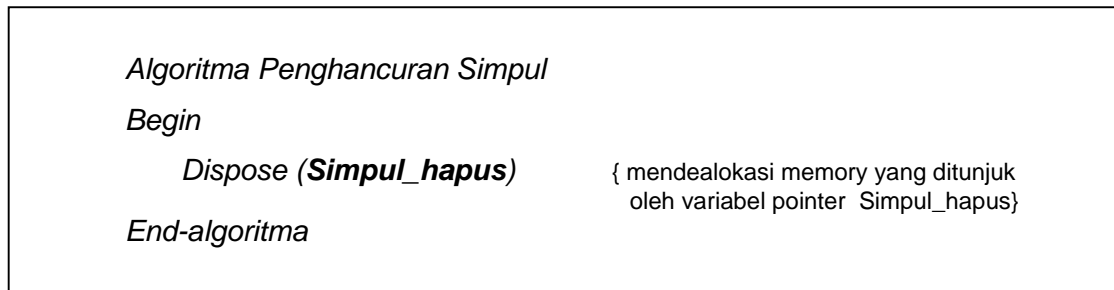 Algoritma Penghancuran Simpul
Begin
Dispose (Simpul_hapus) { mendealokasi memory yang ditunjuk
oleh variabel pointer Simpul_hapus}
End-algoritma